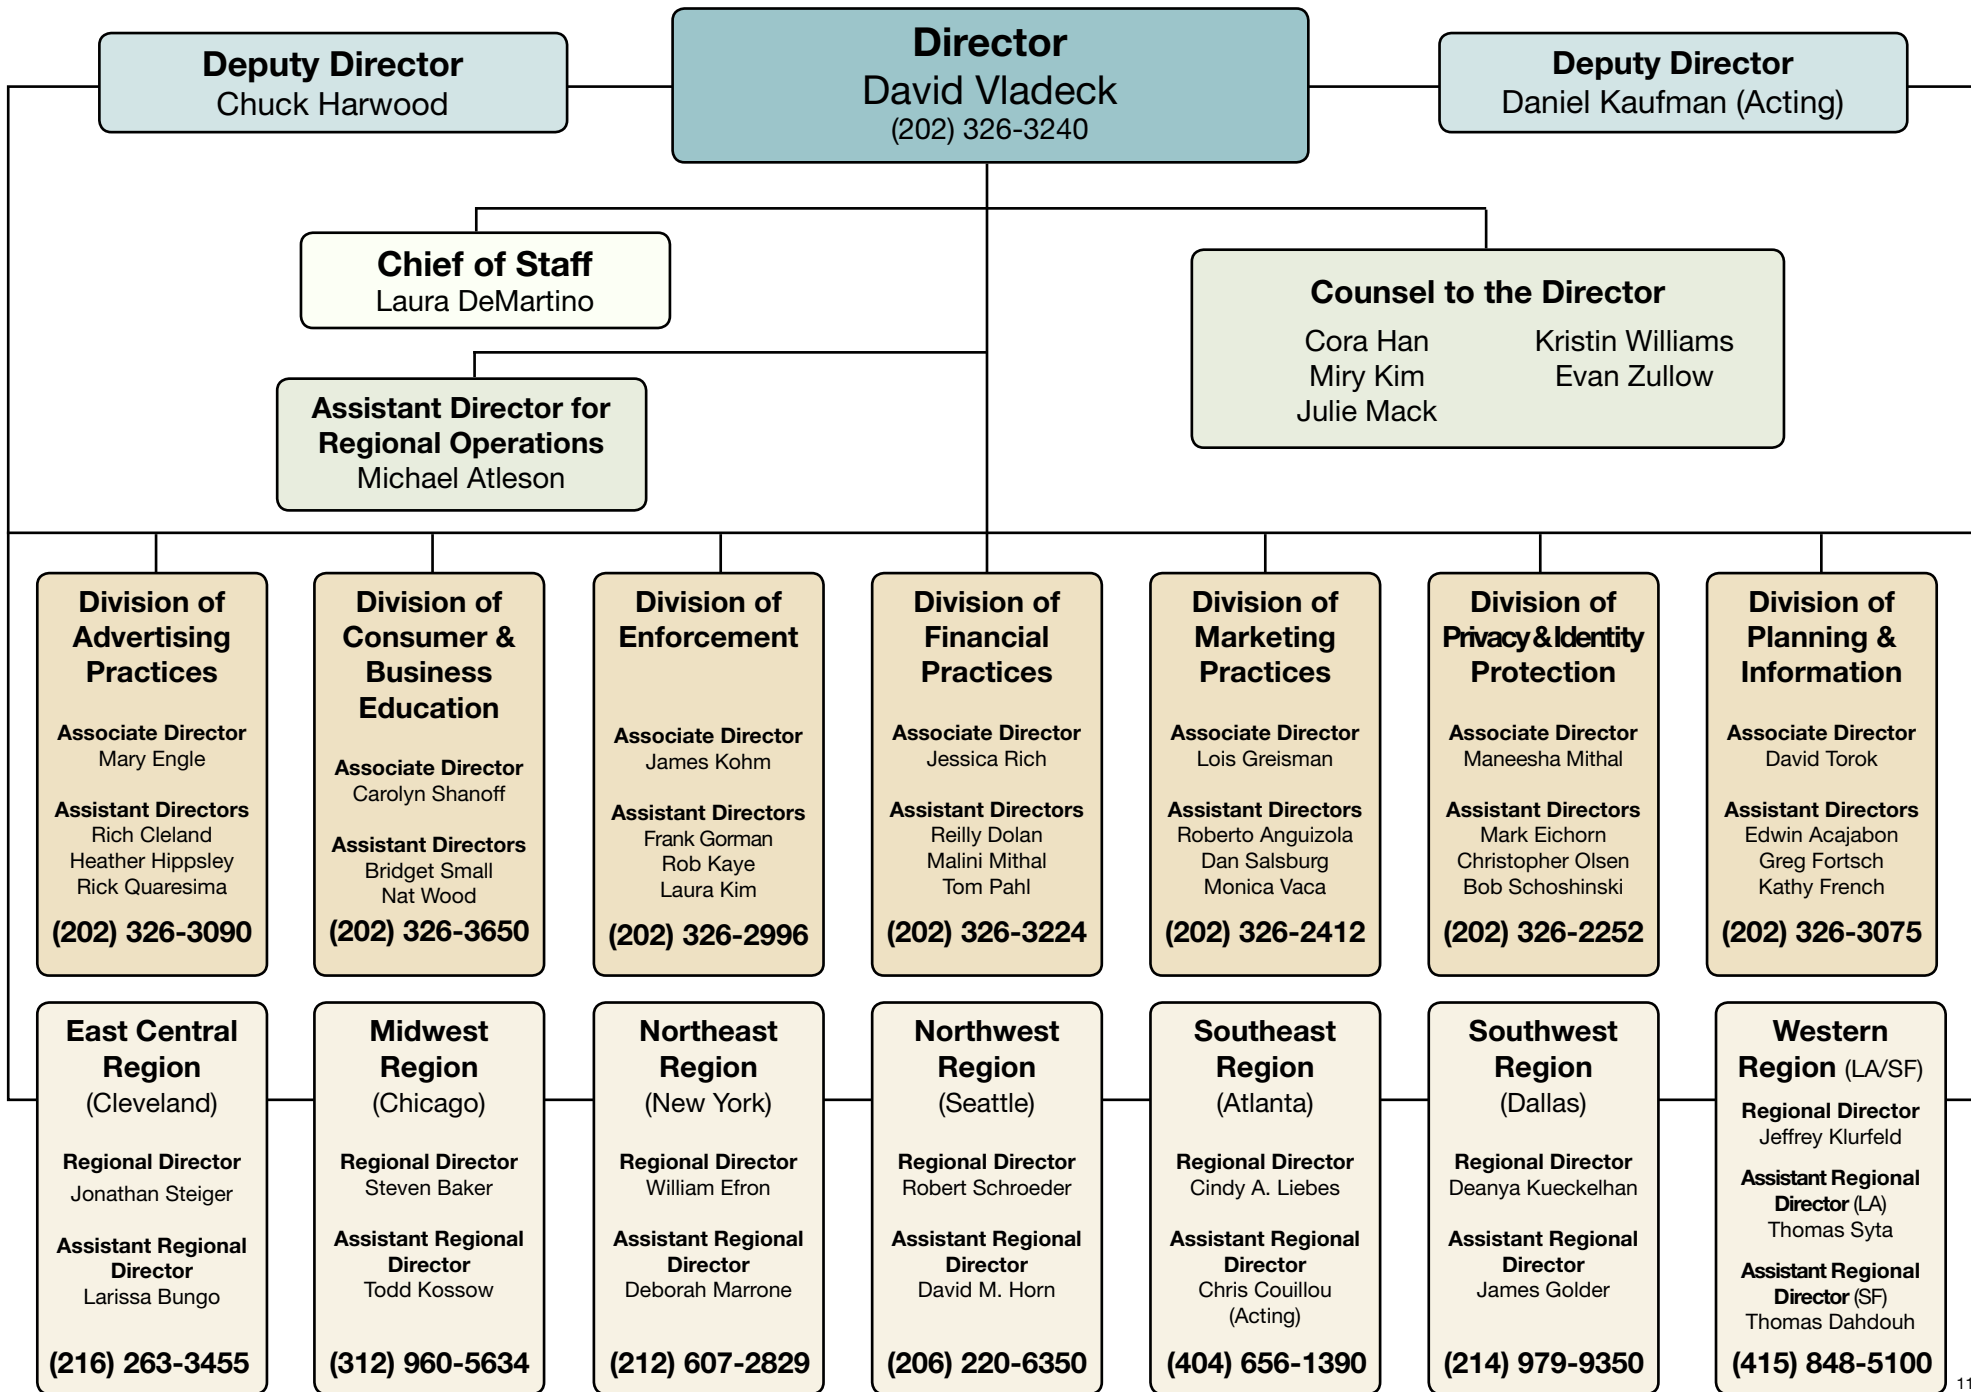 Deputy Director
Chuck Harwood
Director
David Vladeck
(202) 326-3240
Deputy Director
Daniel Kaufman (Acting)
Chief of Staff
Laura DeMartino
Counsel to the Director
Cora Han
Miry Kim
Julie Mack
Kristin Williams
Evan Zullow
Assistant Director for
Regional Operations
Michael Atleson
Division of
Advertising
Practices
Associate Director
Mary Engle
Assistant Directors
Rich Cleland
Heather Hippsley
Rick Quaresima
(202) 326-3090
Division of
Consumer &
Business
Education
Associate Director
Carolyn Shanoff
Assistant Directors
Bridget Small
Nat Wood
(202) 326-3650
Division of
Enforcement
Associate Director
James Kohm
Assistant Directors
Frank Gorman
Rob Kaye
Laura Kim
(202) 326-2996
Division of
Financial
Practices
Associate Director
Jessica Rich
Assistant Directors
Reilly Dolan
Malini Mithal
Tom Pahl
(202) 326-3224
Division of
Marketing
Practices
Associate Director
Lois Greisman
Assistant Directors
Roberto Anguizola
Dan Salsburg
Monica Vaca
(202) 326-2412
Division of
Privacy & Identity
Protection
Associate Director
Maneesha Mithal
Assistant Directors
Mark Eichorn
Christopher Olsen
Bob Schoshinski
(202) 326-2252
Division of
Planning &
Information
Associate Director
David Torok
Assistant Directors
Edwin Acajabon
Greg Fortsch
Kathy French
(202) 326-3075
East Central
Region
(Cleveland)
Regional Director
Jonathan Steiger
Assistant Regional
Director
Larissa Bungo
(216) 263-3455
Midwest
Region
(Chicago)
Regional Director
Steven Baker
Assistant Regional
Director
Todd Kossow
(312) 960-5634
Northeast
Region
(New York)
Regional Director
William Efron
Assistant Regional
Director
Deborah Marrone
(212) 607-2829
Northwest
Region
(Seattle)
Regional Director
Robert Schroeder
Assistant Regional
Director
David M. Horn
(206) 220-6350
Southeast
Region
(Atlanta)
Regional Director
Cindy A. Liebes
Assistant Regional
Director
Chris Couillou
(Acting)
(404) 656-1390
Southwest
Region
(Dallas)
Regional Director
Deanya Kueckelhan
Assistant Regional
Director
James Golder
(214) 979-9350
Western
Region (LA/SF)
Regional Director
Jeffrey Klurfeld
Assistant Regional
Director (LA)
Thomas Syta
Assistant Regional
Director (SF)
Thomas Dahdouh
(415) 848-5100
11